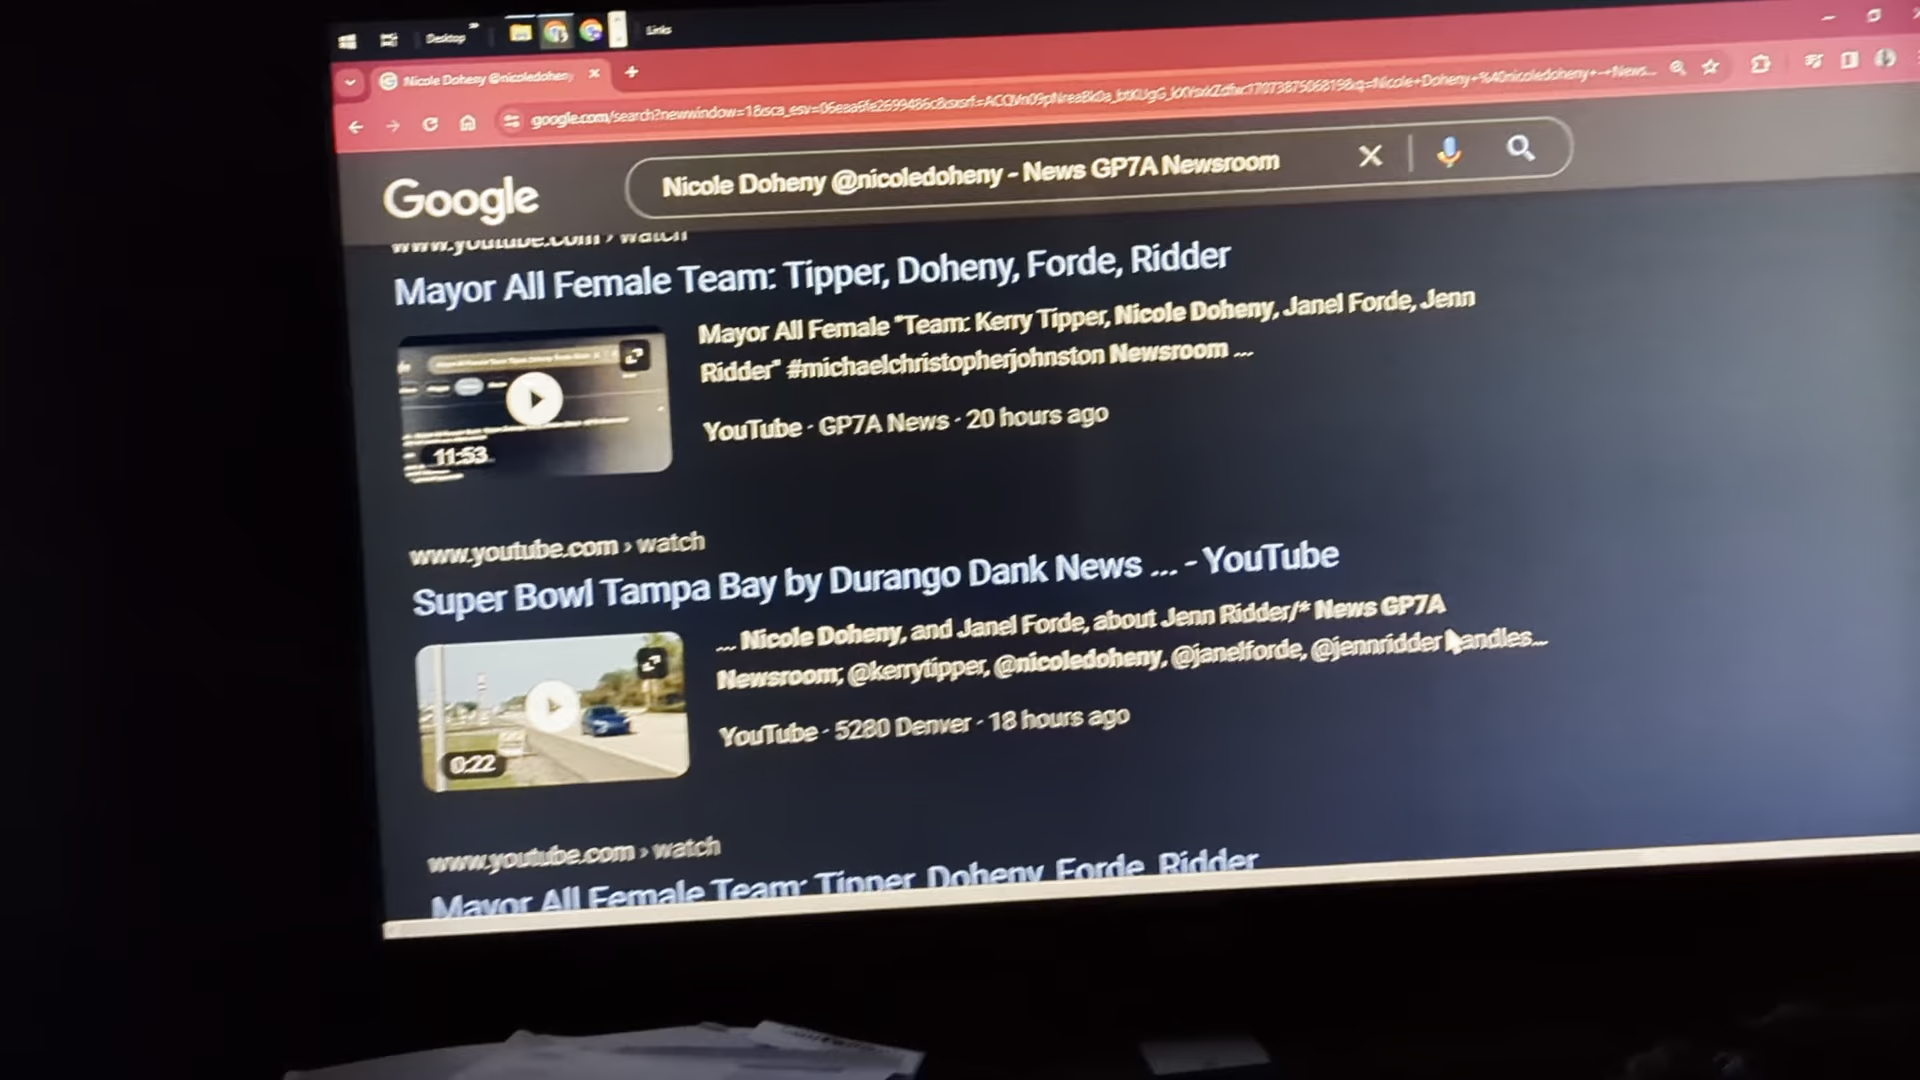 Desktop
Links
Nicole Doheny @nicoledoheny
Google
Nicole Doheny @nicoledoheny - News GP7A Newsroom
www.youtube.com › watch
Mayor All Female Team: Tipper, Doheny, Forde, Ridder
Mayor All Female "Team: Kerry Tipper, Nicole Doheny, Janel Forde, Jenn
Ridder" #michaelchristopherjohnston Newsroom ...
YouTube · GP7A News · 20 hours ago
11:53
www.youtube.com › watch
Super Bowl Tampa Bay by Durango Dank News ... - YouTube
... Nicole Doheny, and Janel Forde, about Jenn Ridder/* News GP7A
Newsroom; @kerrytipper, @nicoledoheny, @janelforde, @jennridder handles...
YouTube · 5280 Denver · 18 hours ago
0:22
www.youtube.com › watch
Mayor All Female Team: Tipper, Doheny, Forde, Ridder